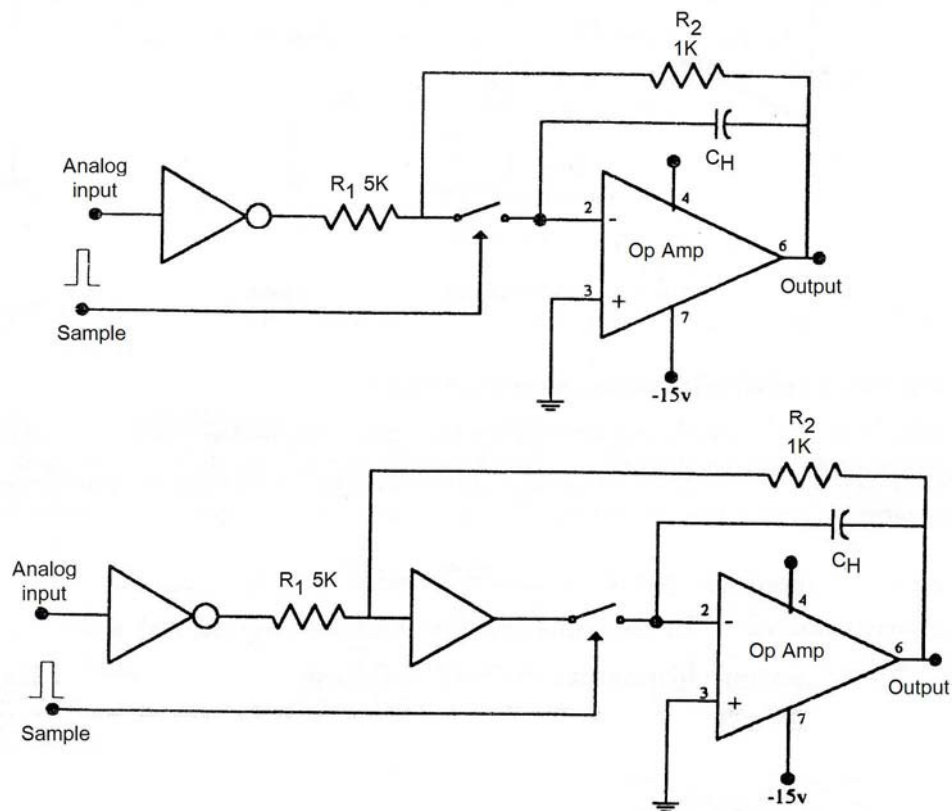 R2
1K
Analog
input
R1 5K
CH
2
-
4
Op Amp
6
3
+
7
Output
Sample
-15v
R2
1K
Analog
input
R1 5K
CH
2
-
4
Op Amp
6
3
+
7
Output
Sample
-15v